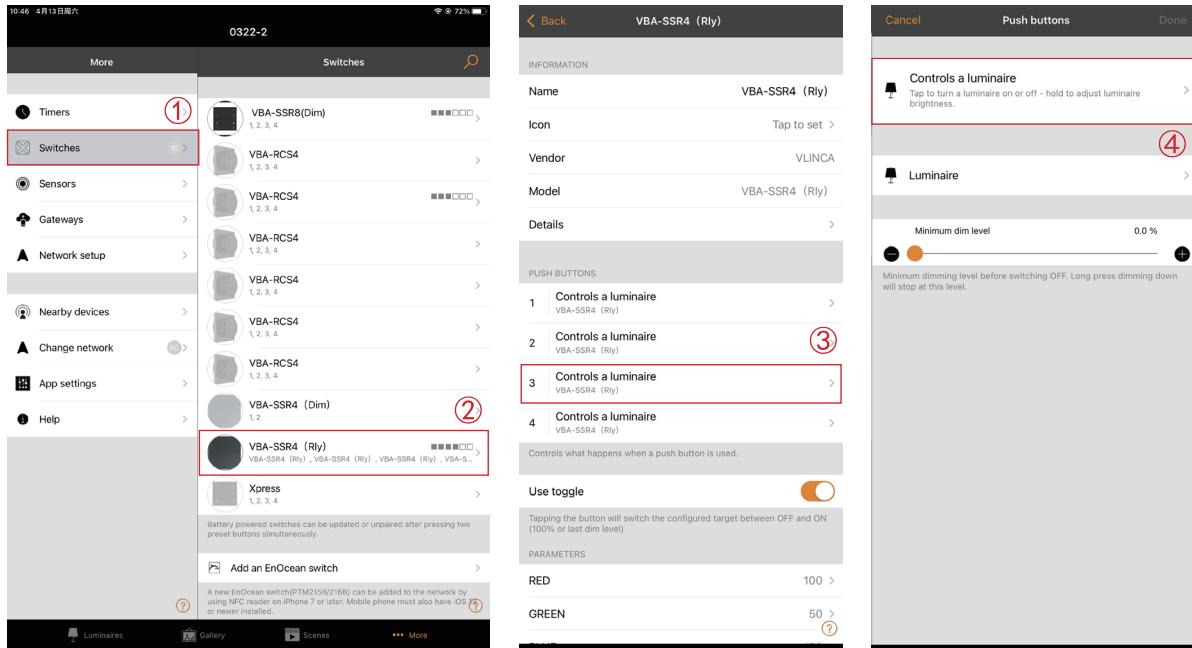 10:46 4月13日周六
72%
0322-2
More
Timers
①
Switches
10
Sensors
Gateways
Network setup
Nearby devices
Change network
50
App settings
Help
?
Switches
VBA-SSR8(Dim)
1, 2, 3, 4
VBA-RCS4
1, 2, 3, 4
VBA-RCS4
1, 2, 3, 4
VBA-RCS4
1, 2, 3, 4
VBA-RCS4
1, 2, 3, 4
VBA-RCS4
1, 2, 3, 4
VBA-RCS4
1, 2, 3, 4
VBA-SSR4 (Dim)
1, 2
②
VBA-SSR4 (Rly)
VBA-SSR4 (Rly) , VBA-SSR4 (Rly) , VBA-SSR4 (Rly) , VBA-S...
Xpress
1, 2, 3, 4
Battery powered switches can be updated or unpaired after pressing two
preset buttons simultaneously.
Add an EnOcean switch
A new EnOcean switch(PTM215B/216B) can be added to the network by
using NFC reader on iPhone 7 or later. Mobile phone must also have iOS
or newer installed.
?
Luminaires
Gallery
Scenes
More
Back
VBA-SSR4 (Rly)
INFORMATION
Name VBA-SSR4 (Rly)
Icon Tap to set
Vendor VLINCA
Model VBA-SSR4 (Rly)
Details
PUSH BUTTONS
1 Controls a luminaire
VBA-SSR4 (Rly)
2 Controls a luminaire
VBA-SSR4 (Rly)
③
3 Controls a luminaire
VBA-SSR4 (Rly)
4 Controls a luminaire
VBA-SSR4 (Rly)
Controls what happens when a push button is used.
Use toggle
Tapping the button will switch the configured target between OFF and ON
(100% or last dim level)
PARAMETERS
RED 100
GREEN 50
?
Cancel
Push buttons
Done
Controls a luminaire
Tap to turn a luminaire on or off - hold to adjust luminaire
brightness.
④
Luminaire
Minimum dim level 0.0 %
Minimum dimming level before switching OFF. Long press dimming down
will stop at this level.